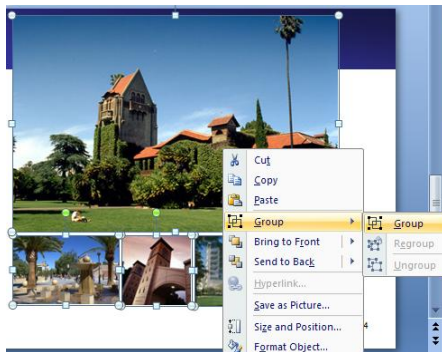 Cut
Copy
Paste
Group
Group
Bring to Front
Regroup
Send to Back
Ungroup
Hyperlink...
Save as Picture...
Size and Position...
4
Format Object...